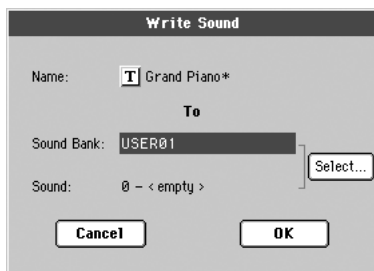 Write Sound
Name: T Grand Piano*
To
Sound Bank: USER01
Select...
Sound: 0 - < empty >
Cancel OK